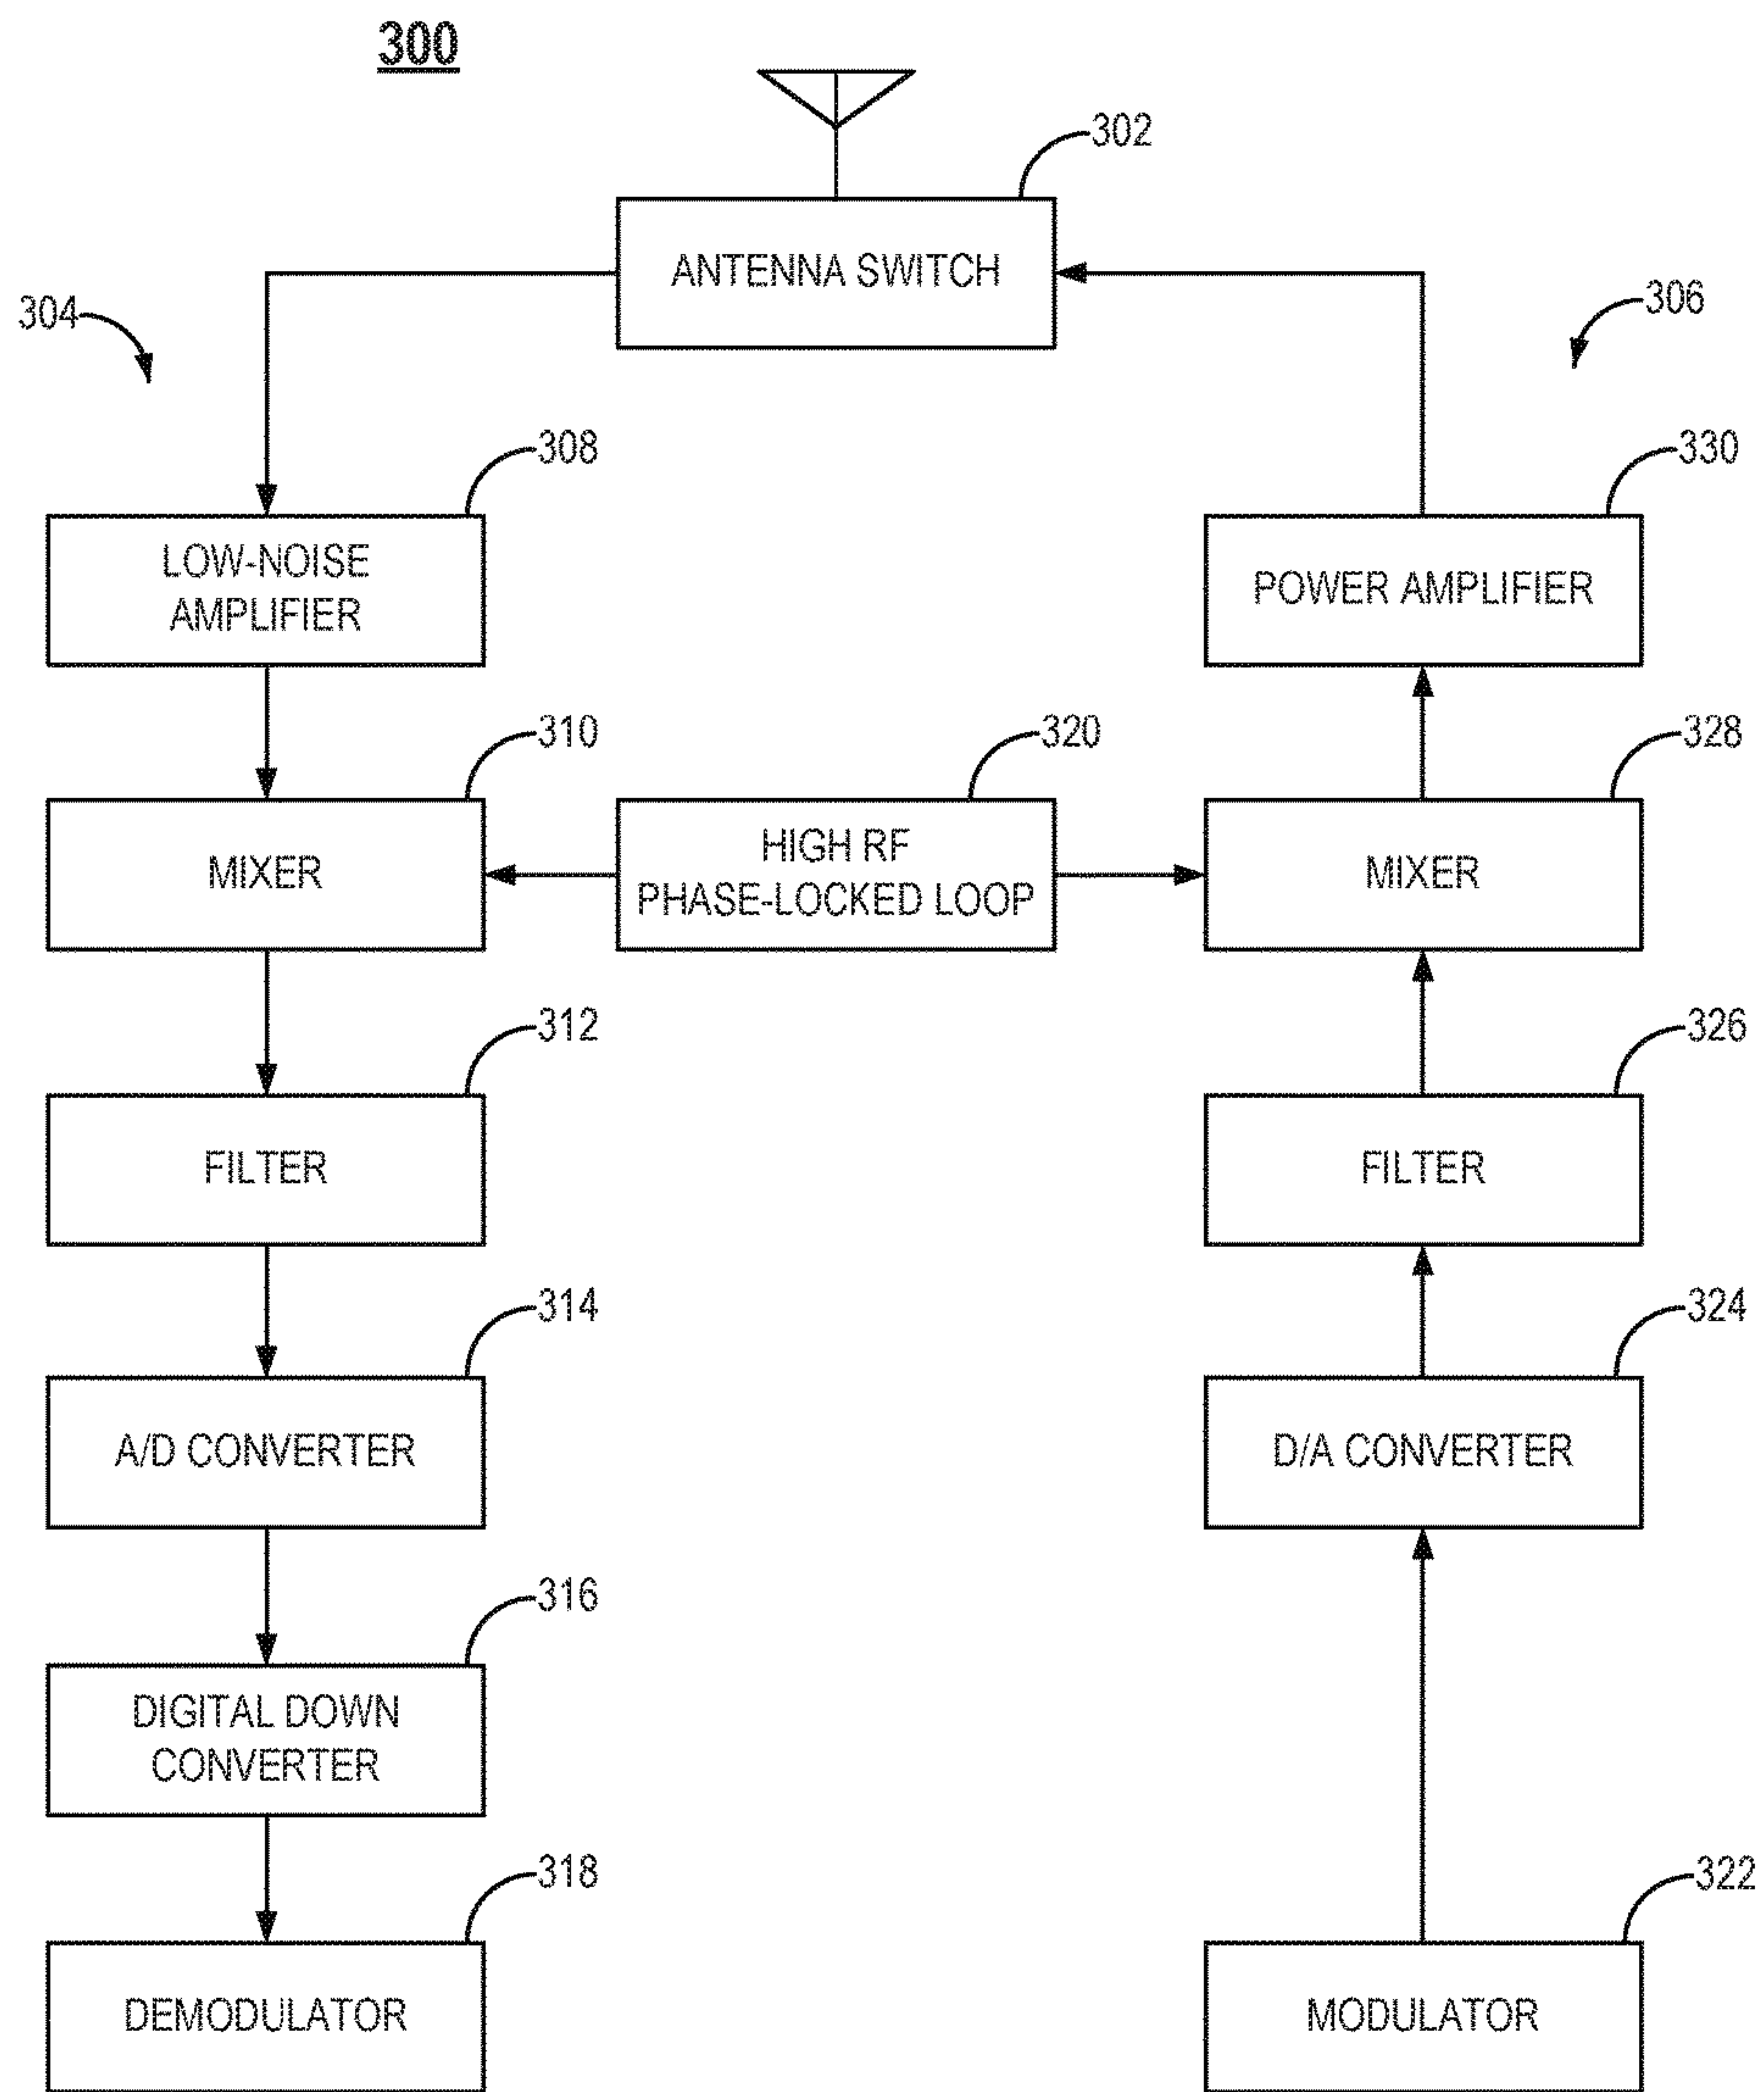 300
302
ANTENNA SWITCH
304
306
308
330
LOW-NOISE
AMPLIFIER
POWER AMPLIFIER
310
320
328
MIXER
HIGH RF
PHASE-LOCKED LOOP
MIXER
312
326
FILTER
FILTER
314
324
A/D CONVERTER
D/A CONVERTER
316
DIGITAL DOWN
CONVERTER
318
322
DEMODULATOR
MODULATOR